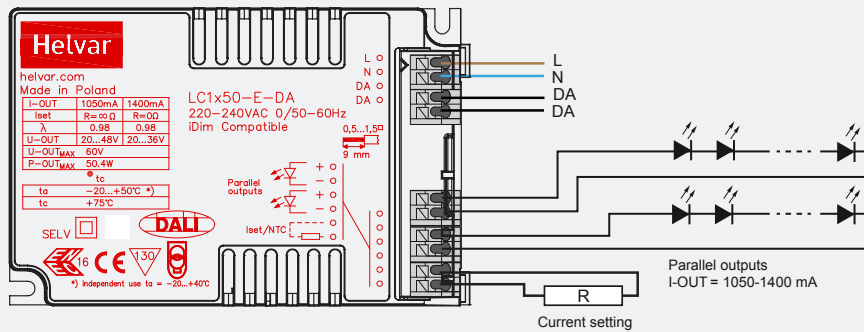 Helvar
helvar.com
Made in Poland
I-OUT 1050mA 1400mA
Iset R=∞Ω R=0Ω
λ 0.98 0.98
U-OUT 20...48V 20...36V
U-OUTMAX 60V
P-OUTMAX 50.4W
tc
ta -20...+50℃ *)
tc +75℃
SELV
DALI
16
CE
130
*) independent use ta = -20...+40℃
LC1x50-E-DA
220-240VAC 0/50-60Hz
iDim Compatible
0,5...1,5
9 mm
Parallel
outputs
+
-
+
-
Iset/NTC
L
N
DA
DA
L
N
DA
DA
Parallel outputs
I-OUT = 1050-1400 mA
R
Current setting